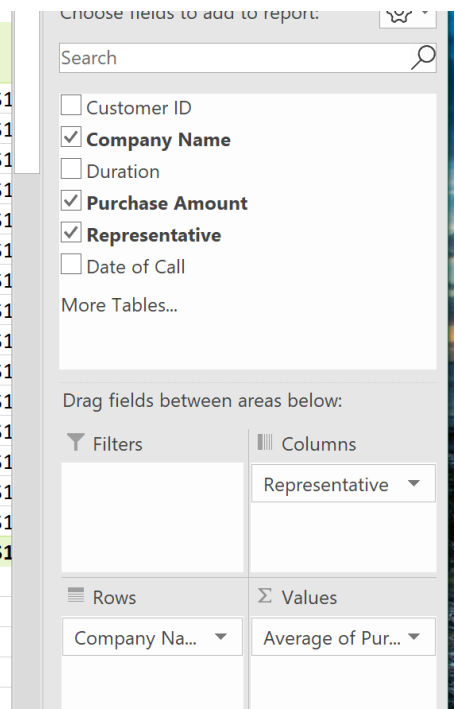 Choose fields to add to report:
Search
Customer ID
Company Name
Duration
Purchase Amount
Representative
Date of Call
More Tables...
Drag fields between areas below:
Filters
Columns
Representative
Rows
Σ Values
Company Na...
Average of Pur...